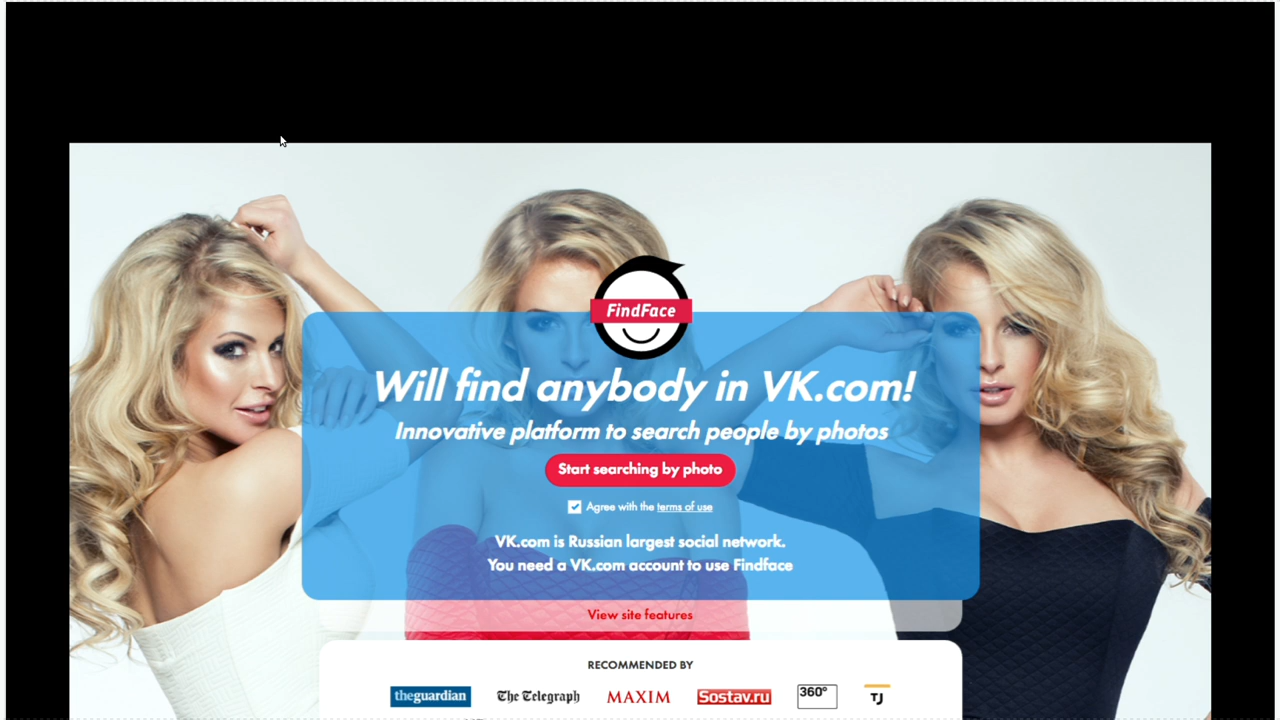 FindFace
Will find anybody in VK.com!
Innovative platform to search people by photos
Start searching by photo
Agree with the terms of use
VK.com is Russian largest social network.
You need a VK.com account to use Findface
View site features
RECOMMENDED BY
theguardian The Telegraph MAXIM Sostav.ru 360° TJ